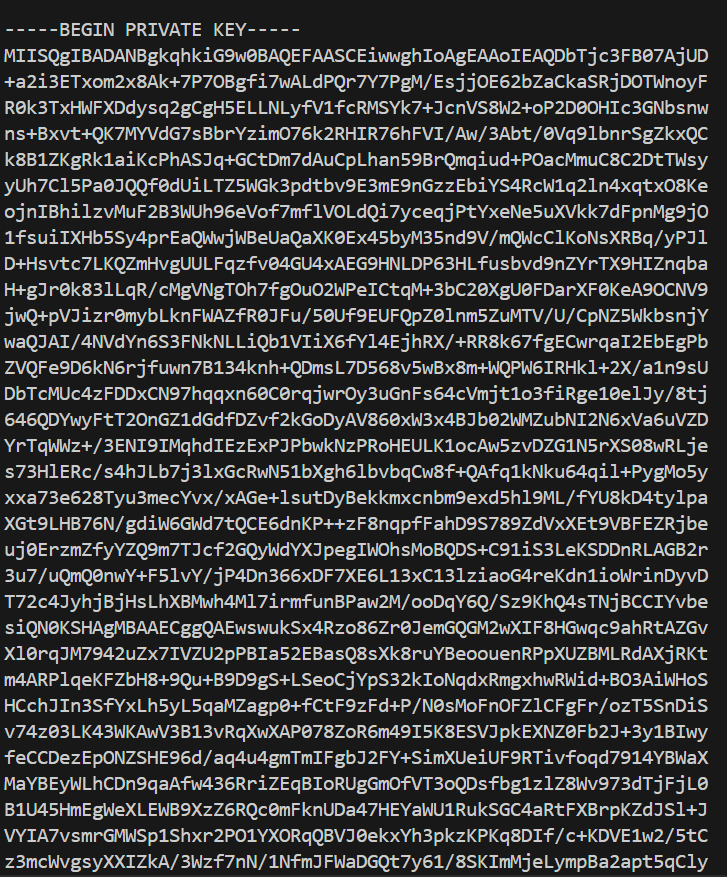 -----BEGIN PRIVATE KEY-----
MIISQgIBADANBgkqhkiG9w0BAQEFAASCEiwwghIoAgEAAoIEAQDbTjc3FB07AjUD
+a2i3ETxom2x8Ak+7P7OBgfi7wALdPQr7Y7PgM/EsjjOE62bZaCkaSRjDOTWnoyF
R0k3TxHWFXDdysq2gCgH5ELLNLyfV1fcRMSYk7+JcnVS8W2+oP2D0OHIc3GNbsnw
ns+Bxvt+QK7MYVdG7sBbrYzimO76k2RHIR76hFVI/Aw/3Abt/0Vq9lbnrSgZkxQC
k8B1ZKgRk1aiKcPhASJq+GCtDm7dAuCpLhan59BrQmqiud+POacMmuC8C2DtTWsy
yUh7Cl5Pa0JQQf0dUiLTZ5WGk3pdtbv9E3mE9nGzzEbiYS4RcW1q2ln4xqtxO8Ke
ojnIBhilzvMuF2B3WUh96eVof7mflVOLdQi7yceqjPtYxeNe5uXVkk7dFpnMg9jO
1fsuiIXHb5Sy4prEaQWwjWBeUaQaXK0Ex45byM35nd9V/mQWcClKoNsXRBq/yPJl
D+Hsvtc7LKQZmHvgUULFqzfv04GU4xAEG9HNLDP63HLfusbvd9nZYrTX9HIZnqba
H+gJr0k83lLqR/cMgVNgTOh7fgOuO2WPeICtqM+3bC20XgU0FDarXF0KeA9OCNV9
jwQ+pVJizr0mybLknFWAZfR0JFu/50Uf9EUFQpZ0lnm5ZuMTV/U/CpNZ5WkbsnjY
waQJAI/4NVdYn6S3FNkNLLiQb1VIiX6fYl4EjhRX/+RR8k67fgECwrqaI2EbEgPb
ZVQFe9D6kN6rjfuwn7B134knh+QDmsL7D568v5wBx8m+WQPW6IRHkl+2X/a1n9sU
DbTcMUc4zFDDxCN97hqqxn60C0rqjwrOy3uGnFs64cVmjt1o3fiRge10elJy/8tj
646QDYwyFtT2OnGZ1dGdfDZvf2kGoDyAV860xW3x4BJb02WMZubNI2N6xVa6uVZD
YrTqWWz+/3ENI9IMqhdIEzExPJPbwkNzPRoHEULK1ocAw5zvDZG1N5rXS08wRLje
s73HlERc/s4hJLb7j3lxGcRwN51bXgh6lbvbqCw8f+QAfq1kNku64qil+PygMo5y
xxa73e628Tyu3mecYvx/xAGe+lsutDyBekkmxcnbm9exd5hl9ML/fYU8kD4tylpa
XGt9LHB76N/gdiW6GWd7tQCE6dnKP++zF8nqpfFahD9S789ZdVxXEt9VBFEZRjbe
uj0ErzmZfyYZQ9m7TJcf2GQyWdYXJpegIWOhsMoBQDS+C91iS3LeKSDDnRLAGB2r
3u7/uQmQ0nwY+F5lvY/jP4Dn366xDF7XE6L13xC13lziaoG4reKdn1ioWrinDyvD
T72c4JyhjBjHsLhXBMwh4Ml7irmfunBPaw2M/ooDqY6Q/Sz9KhQ4sTNjBCCIYvbe
siQN0KSHAgMBAAECggQAEwswukSx4Rzo86Zr0JemGQGM2wXIF8HGwqc9ahRtAZGv
Xl0rqJM7942uZx7IVZU2pPBIa52EBasQ8sXk8ruYBeoouenRPpXUZBMLRdAXjRKt
m4ARPlqeKFZbH8+9Qu+B9D9gS+LSeoCjYpS32kIoNqdxRmgxhwRWid+BO3AiWHoS
HCchJIn3SfYxLh5yL5qaMZagp0+fCtF9zFd+P/N0sMoFnOFZlCFgFr/ozT5SnDiS
v74z03LK43WKAwV3B13vRqXwXAP078ZoR6m49I5K8ESVJpkEXNZ0Fb2J+3y1BIwy
feCCDezEpONZSHE96d/aq4u4gmTmIFgbJ2FY+SimXUeiUF9RTivfoqd7914YBWaX
MaYBEyWLhCDn9qaAfw436RriZEqBIoRUgGmOfVT3oQDsfbg1zlZ8Wv973dTjFjL0
B1U45HmEgWeXLEWB9XzZ6RQc0mFknUDa47HEYaWU1RukSGC4aRtFXBrpKZdJSl+J
VYIA7vsmrGMWSp1Shxr2PO1YXORqQBVJ0ekxYh3pkzKPKq8DIf/c+KDVE1w2/5tC
z3mcWvgsyXXIZkA/3Wzf7nN/1NfmJFWaDGQt7y61/8SKImMjeLympBa2apt5qCly